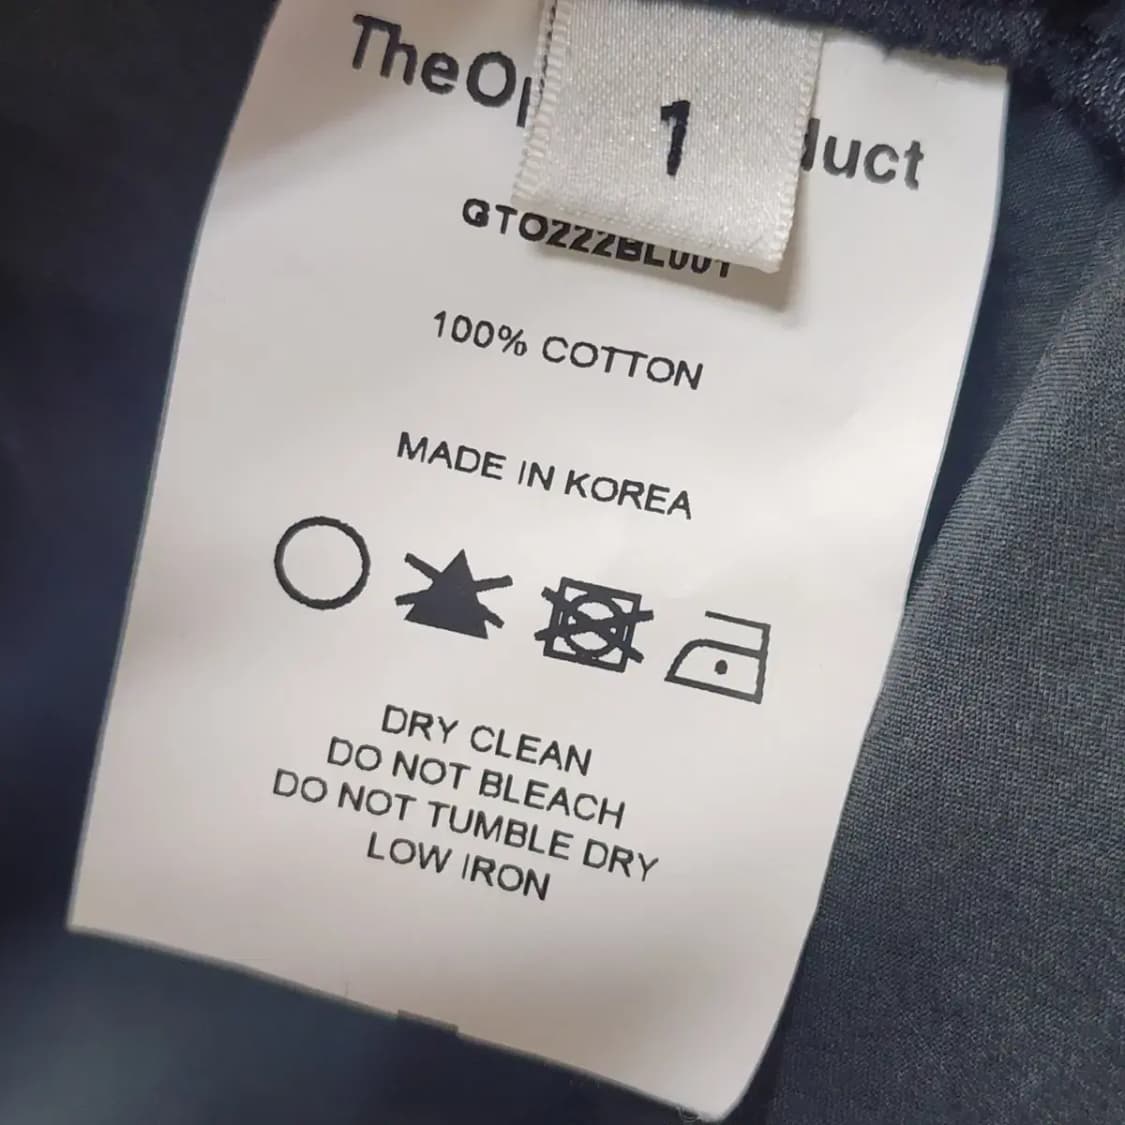 TheOp
duct
1
GTO222BL001
100% COTTON
MADE IN KOREA
DRY CLEAN
DO NOT BLEACH
DO NOT TUMBLE DRY
LOW IRON